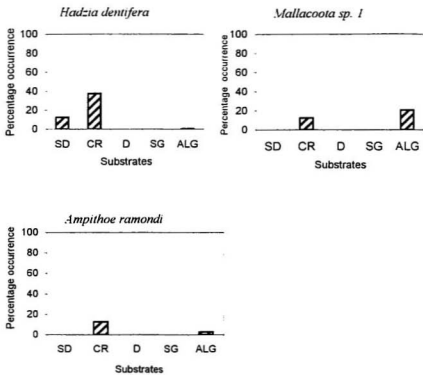 Hadzia dentifera
Percentage occurrence
100
80
60
40
20
0
SD CR D SG ALG
Substrates
Mallacoota sp. 1
Percentage occurrence
100
80
60
40
20
0
SD CR D SG ALG
Substrates
Ampithoe ramondi
Percentage occurrence
100
80
60
40
20
0
SD CR D SG ALG
Substrates